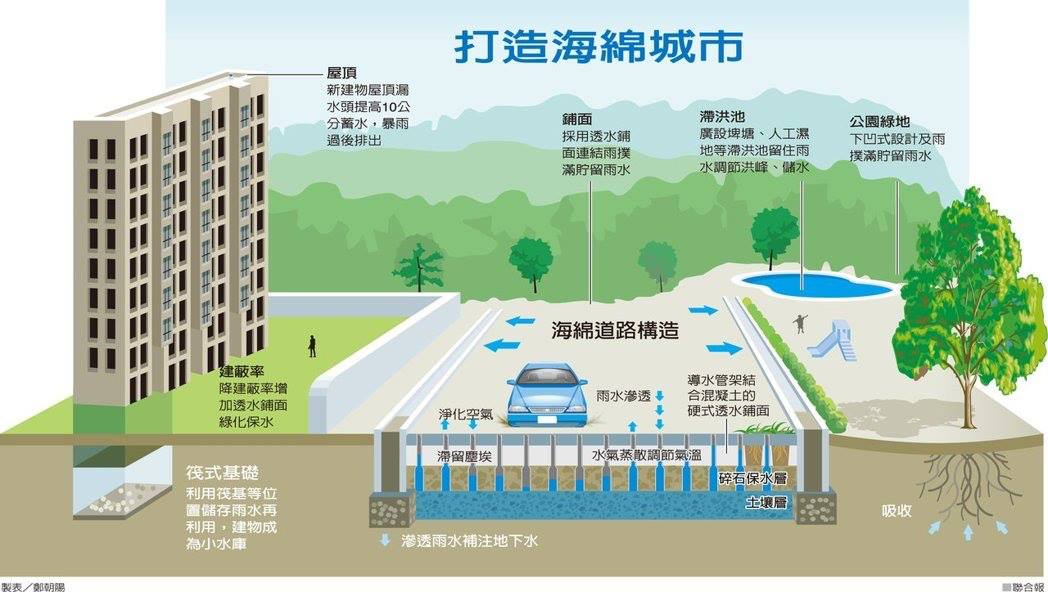 打造海綿城市
屋頂
新建物屋頂漏
水頭提高10公
分蓄水，暴雨
過後排出
鋪面
採用透水鋪
面連結雨撲
滿貯留雨水
滯洪池
廣設埤塘、人工濕
地等滯洪池留住雨
水調節洪峰、儲水
公園綠地
下凹式設計及雨
撲滿貯留雨水
海綿道路構造
建蔽率
降建蔽率增
加透水鋪面
綠化保水
淨化空氣
雨水滲透
導水管架結
合混凝土的
硬式透水鋪面
滯留塵埃
水氣蒸散調節氣溫
碎石保水層
土壤層
筏式基礎
利用筏基等位
置儲存雨水再
利用，建物成
為小水庫
吸收
滲透雨水補注地下水
製表／鄭朝陽
聯合報